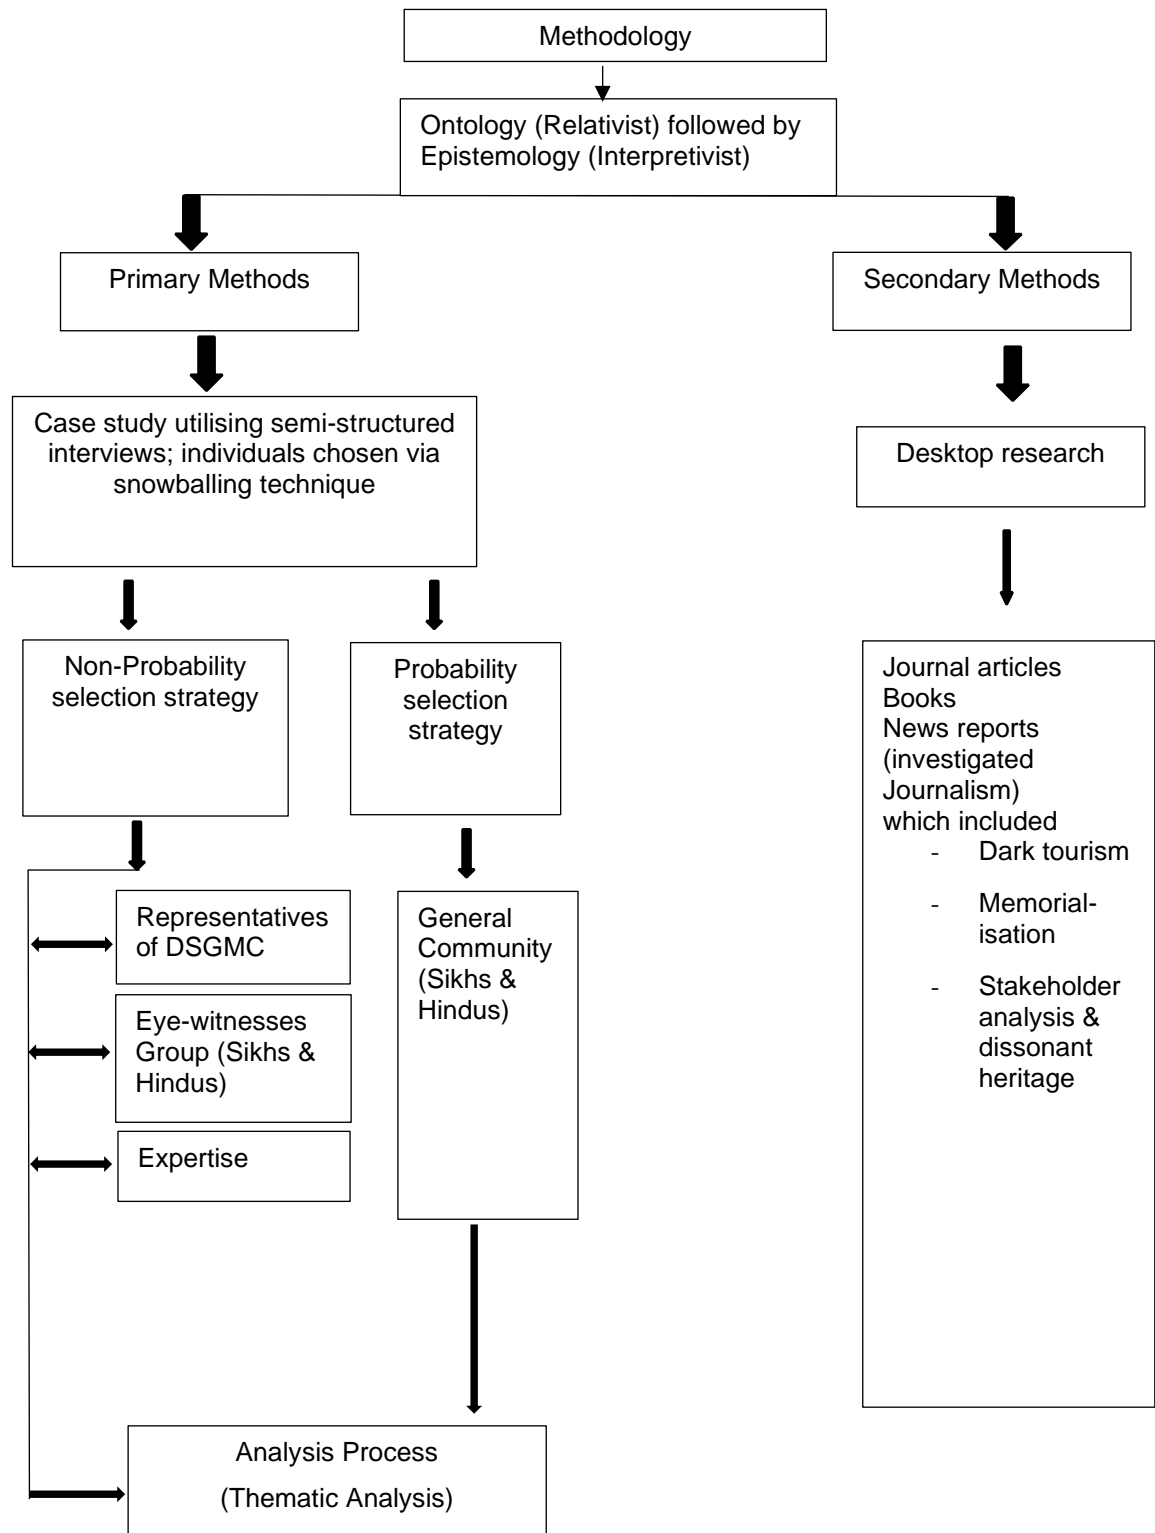 Methodology
Ontology (Relativist) followed by
Epistemology (Interpretivist)
Primary Methods
Secondary Methods
Case study utilising semi-structured
interviews; individuals chosen via
snowballing technique
Desktop research
Non-Probability
selection strategy
Probability
selection
strategy
Journal articles
Books
News reports
(investigated
Journalism)
which included
- Dark tourism
- Memorial-
isation
- Stakeholder
analysis &
dissonant
heritage
Representatives
of DSGMC
Eye-witnesses
Group (Sikhs &
Hindus)
Expertise
General
Community
(Sikhs &
Hindus)
Analysis Process
(Thematic Analysis)